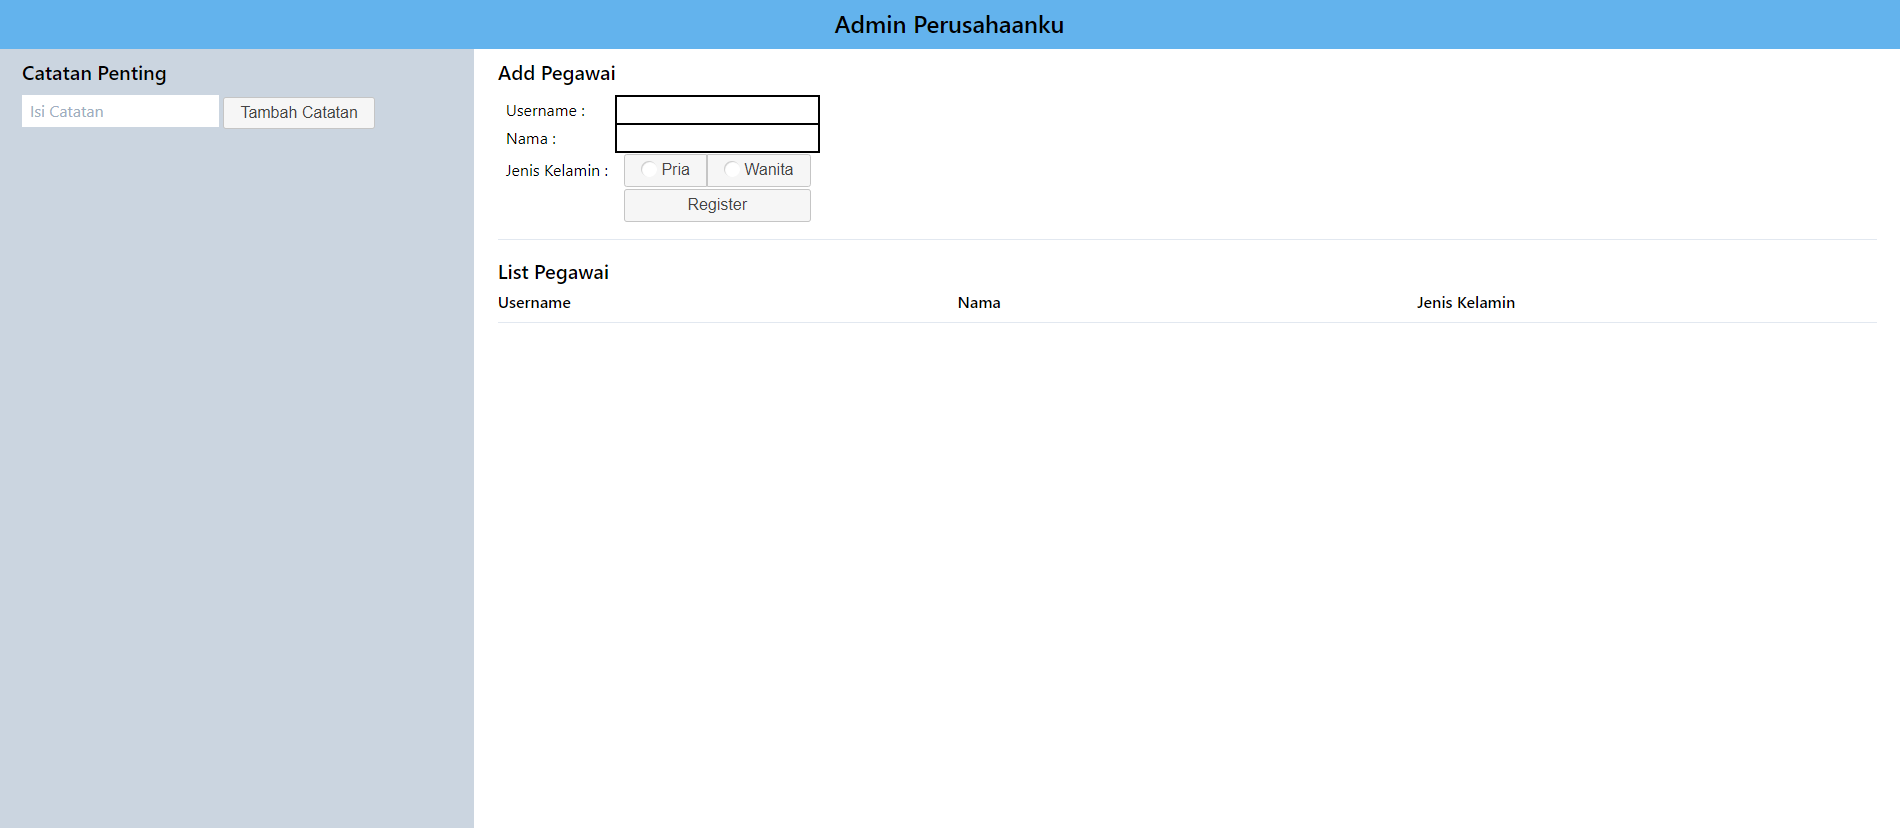 Admin Perusahaanku
Catatan Penting
Isi Catatan Tambah Catatan
Add Pegawai
Username :
Nama :
Jenis Kelamin : Pria Wanita
Register
List Pegawai
Username Nama Jenis Kelamin